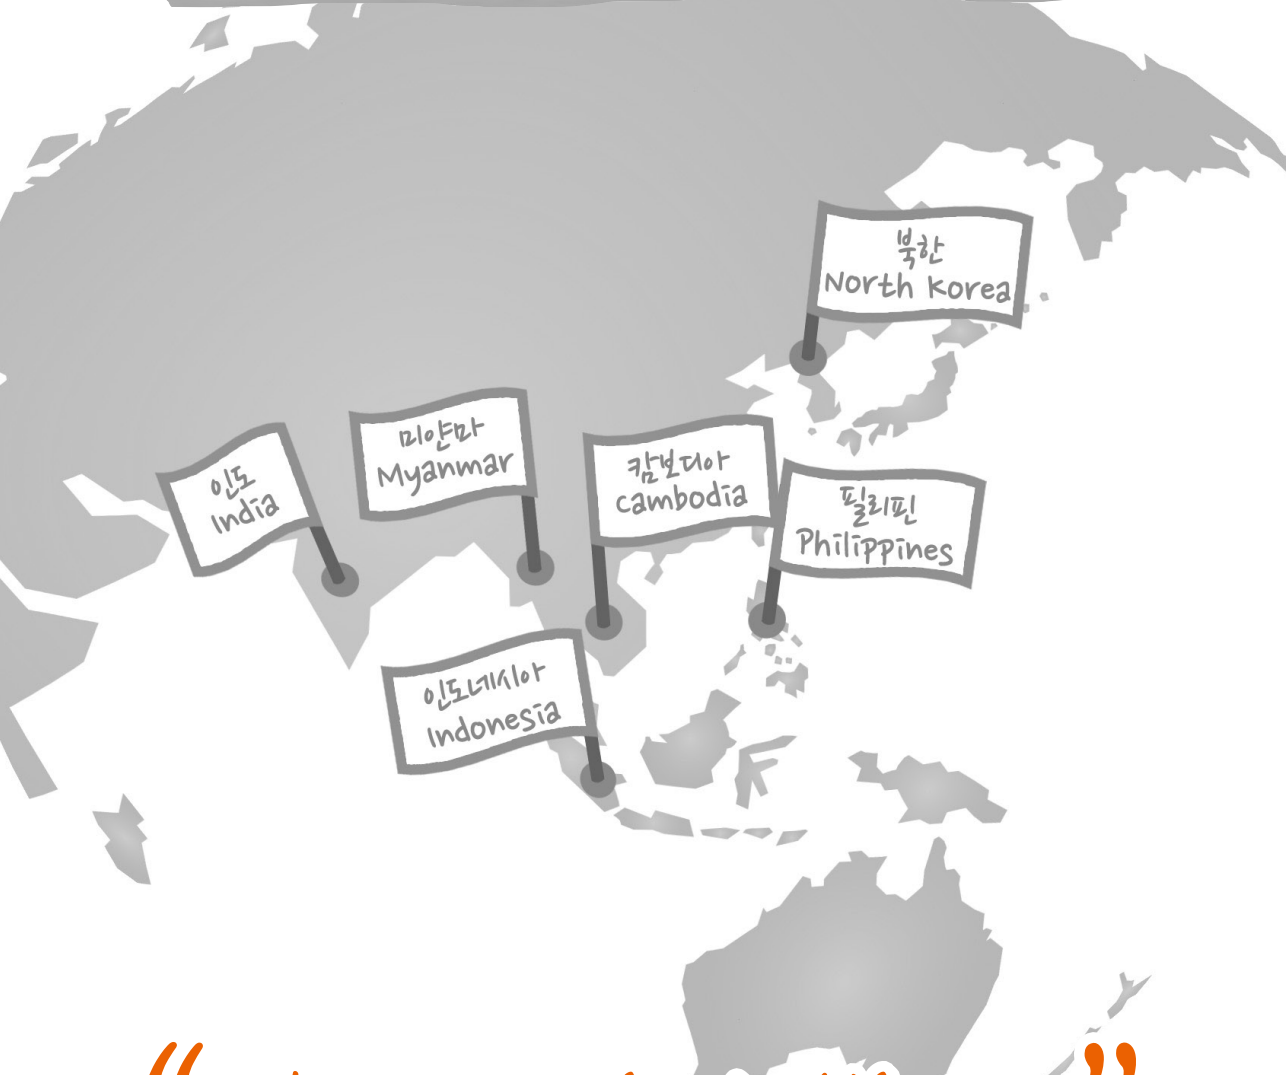 북한
North Korea
미얀마
Myanmar
인도
India
캄보디아
Cambodia
필리핀
Philippines
인도네시아
Indonesia
“ ”